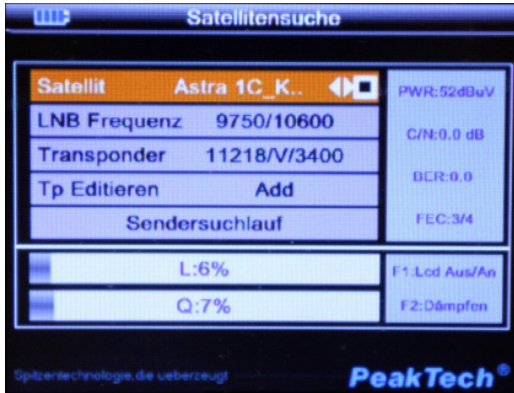 Satellitensuche
Satellit Astra 1C_K..
LNB Frequenz 9750/10600
Transponder 11218/V/3400
Tp Editieren Add
Sendersuchlauf
PWR:52dBuV
C/N:0.0 dB
BER:0.0
FEC:3/4
L:6%
Q:7%
F1:Lcd Aus/An
F2:Dämpfen
Spitzentechnologie,die ueberzeugt
PeakTech®